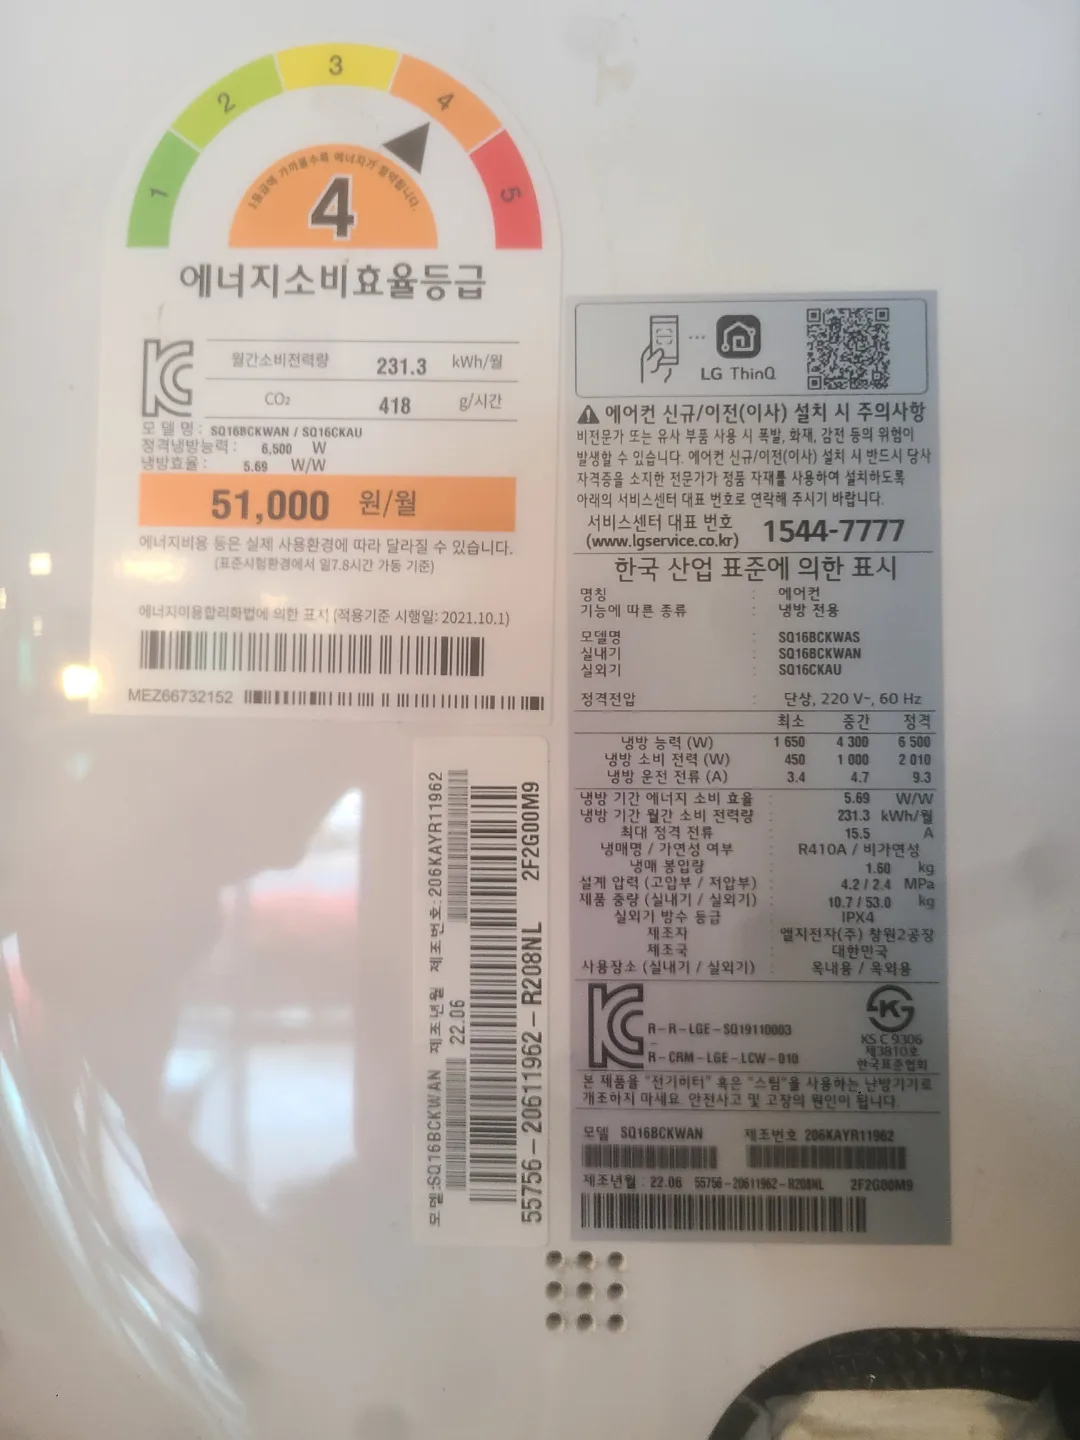 1
2
3
4
5
1등급에 가까울수록 에너지가 절약됩니다.
4
에너지소비효율등급
월간소비전력량 231.3 kWh/월
CO₂ 418 g/시간
모 델 명 : SQ16BCKWAN / SQ16CKAU
정격냉방능력 : 6,500 W
냉방효율 : 5.69 W/W
51,000 원/월
에너지비용 등은 실제 사용환경에 따라 달라질 수 있습니다.
(표준시험환경에서 일7.8시간 가동 기준)
에너지이용합리화법에 의한 표지 (적용기준 시행일: 2021.10.1)
MEZ66732152
모델:SQ16BCKWAN 제조년월 22.06 제조번호:206KAYR11962
55756-20611962-R208NL 2F2G00M9
LG ThinQ
에어컨 신규/이전(이사) 설치 시 주의사항
비전문가 또는 유사 부품 사용 시 폭발, 화재, 감전 등의 위험이
발생할 수 있습니다. 에어컨 신규/이전(이사) 설치 시 반드시 당사
자격증을 소지한 전문가가 정품 자재를 사용하여 설치하도록
아래의 서비스센터 대표 번호로 연락해 주시기 바랍니다.
서비스센터 대표 번호 1544-7777
(www.lgservice.co.kr)
한국 산업 표준에 의한 표시
명칭 : 에어컨
기능에 따른 종류 : 냉방 전용
모델명 : SQ16BCKWAS
실내기 : SQ16BCKWAN
실외기 : SQ16CKAU
정격전압 : 단상, 220 V~, 60 Hz
최소 중간 정격
냉방 능력 (W) 1 650 4 300 6 500
냉방 소비 전력 (W) 450 1 000 2 010
냉방 운전 전류 (A) 3.4 4.7 9.3
냉방 기간 에너지 소비 효율 : 5.69 W/W
냉방 기간 월간 소비 전력량 : 231.3 kWh/월
최대 정격 전류 : 15.5 A
냉매명 / 가연성 여부 : R410A / 비가연성
냉매 봉입량 : 1.60 kg
설계 압력 (고압부 / 저압부) : 4.2 / 2.4 MPa
제품 중량 (실내기 / 실외기) : 10.7 / 53.0 kg
실외기 방수 등급 : IPX4
제조자 : 엘지전자(주) 창원2공장
제조국 : 대한민국
사용장소 (실내기 / 실외기) : 옥내용 / 옥외용
R-R-LGE-SQ19110003
R-CRM-LGE-LCW-010
KS C 9306
제3810호
한국표준협회
본 제품을 "전기히터" 혹은 "스팀"을 사용하는 난방기기로
개조하지 마세요. 안전사고 및 고장의 원인이 됩니다.
모델 SQ16BCKWAN 제조번호 206KAYR11962
제조년월 : 22.06 55756-20611962-R208NL 2F2G00M9